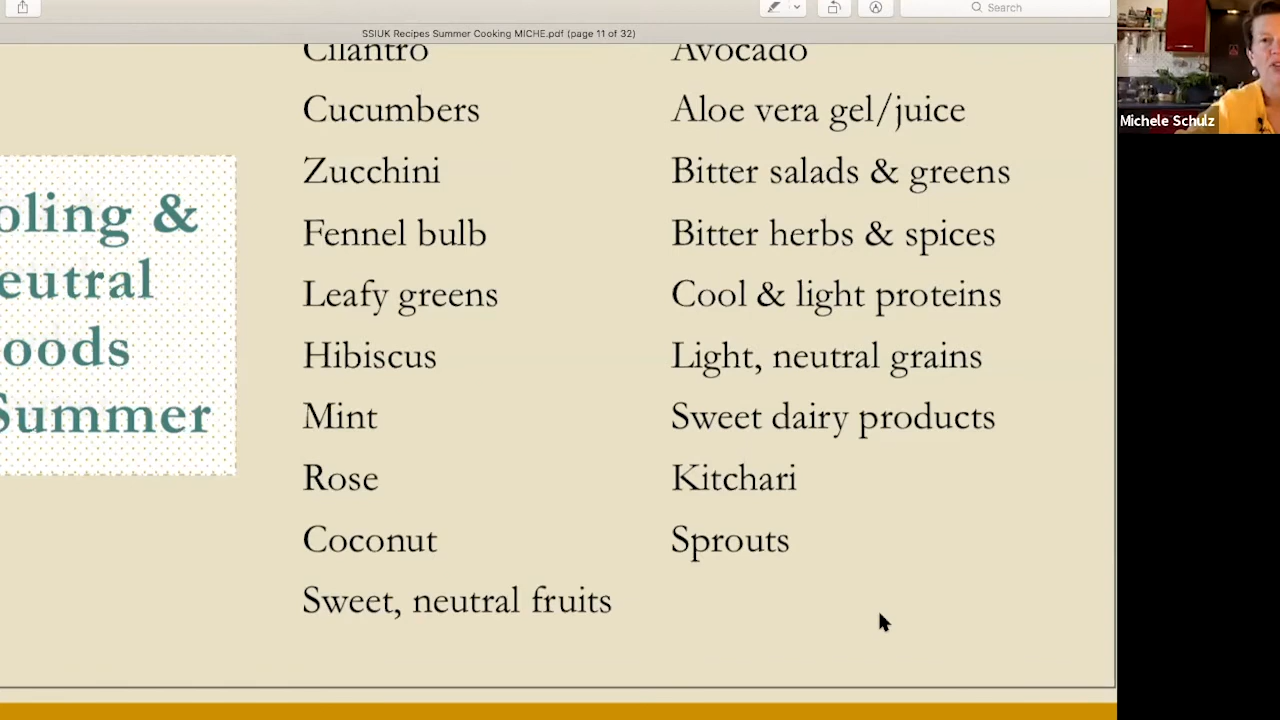 Search
SSIUK Recipes Summer Cooking MICHE.pdf (page 11 of 32)
Michele Schulz
oling &
eutral
oods
Summer
Cilantro
Cucumbers
Zucchini
Fennel bulb
Leafy greens
Hibiscus
Mint
Rose
Coconut
Sweet, neutral fruits
Avocado
Aloe vera gel/juice
Bitter salads & greens
Bitter herbs & spices
Cool & light proteins
Light, neutral grains
Sweet dairy products
Kitchari
Sprouts